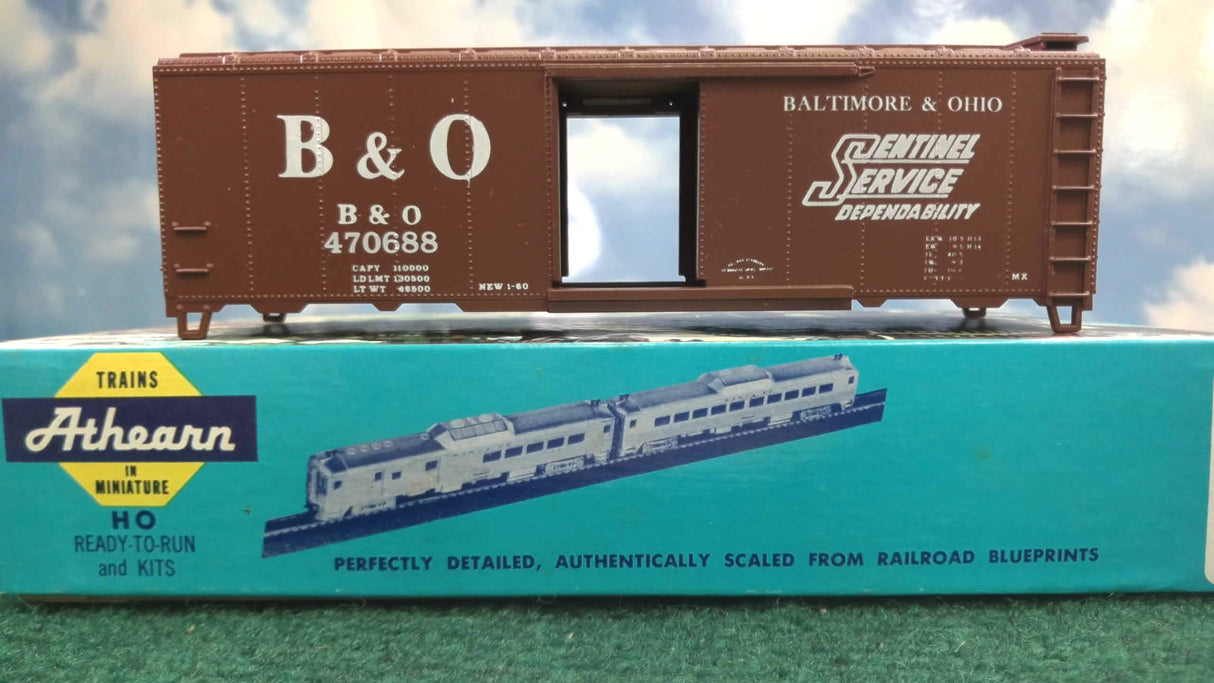 B & O
B & O
470688
CAPY 110000
LD LMT 130500
LT WT 46500
NEW 1-60
BALTIMORE & OHIO
SENTINEL
SERVICE
DEPENDABILITY
MX
TRAINS
Athearn
IN
MINIATURE
HO
READY-TO-RUN
and KITS
PERFECTLY DETAILED, AUTHENTICALLY SCALED FROM RAILROAD BLUEPRINTS